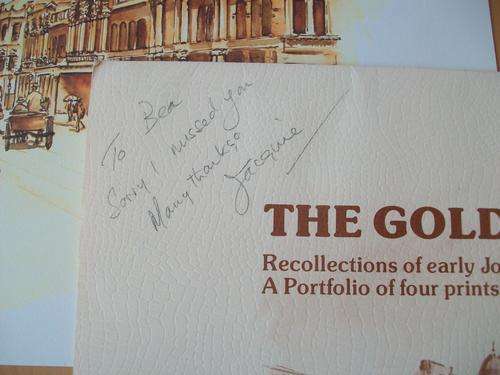 To Bea
Sorry I missed you
Many thanks
Jacquie
THE GOLD
Recollections of early Jo
A Portfolio of four prints